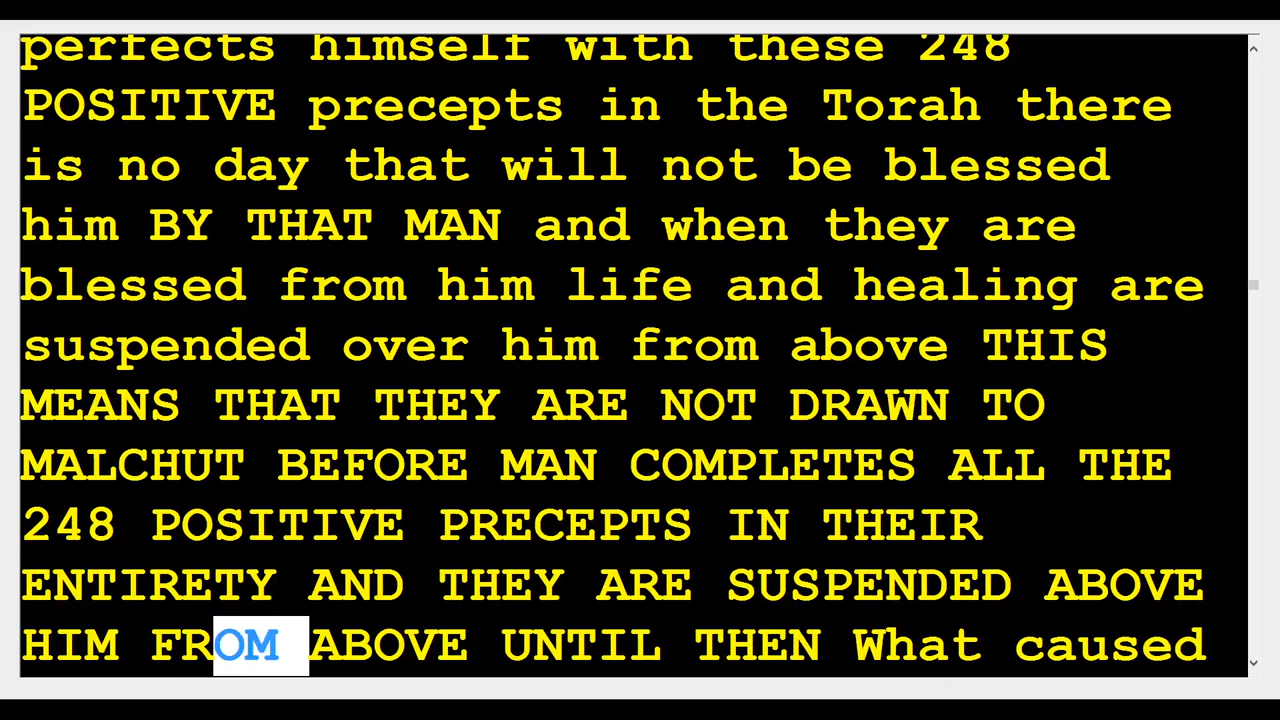 perfects himself with these 248
POSITIVE precepts in the Torah there
is no day that will not be blessed
him BY THAT MAN and when they are
blessed from him life and healing are
suspended over him from above THIS
MEANS THAT THEY ARE NOT DRAWN TO
MALCHUT BEFORE MAN COMPLETES ALL THE
248 POSITIVE PRECEPTS IN THEIR
ENTIRETY AND THEY ARE SUSPENDED ABOVE
HIM FROM ABOVE UNTIL THEN What caused